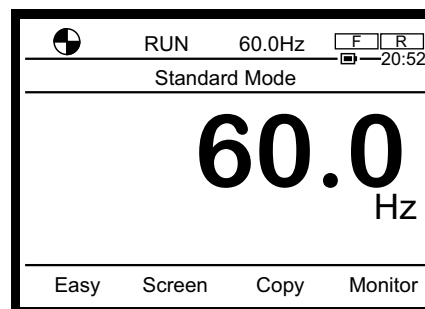 RUN 60.0Hz F R
20:52
Standard Mode
60.0
Hz
Easy Screen Copy Monitor